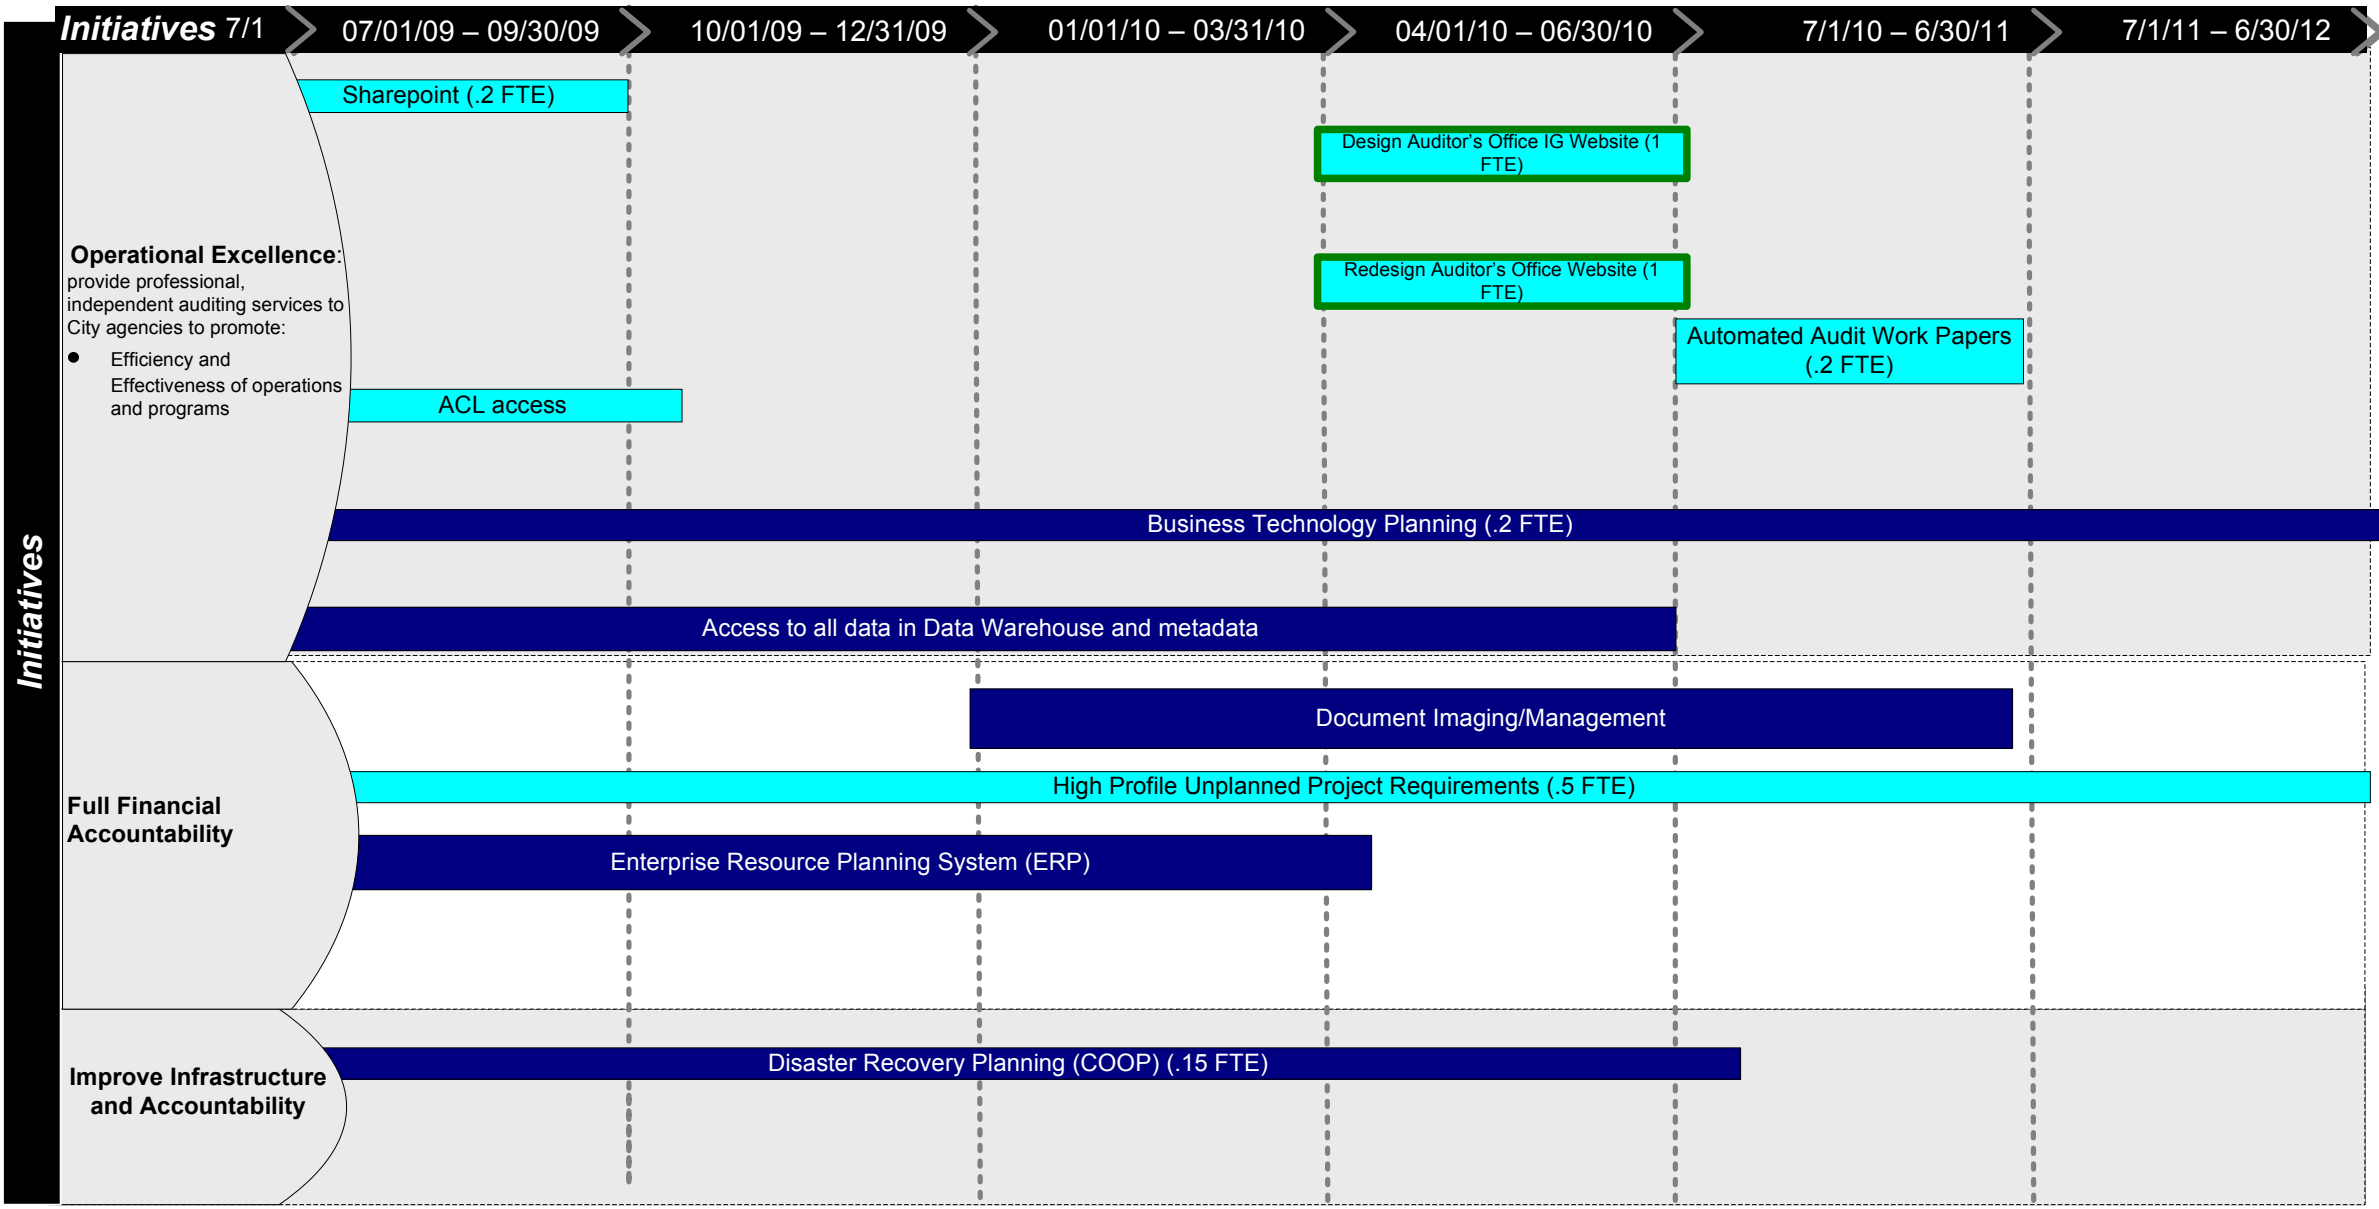 Initiatives 7/1
07/01/09 – 09/30/09
10/01/09 – 12/31/09
01/01/10 – 03/31/10
04/01/10 – 06/30/10
7/1/10 – 6/30/11
7/1/11 – 6/30/12
Initiatives
Operational Excellence:
provide professional,
independent auditing services to
City agencies to promote:
● Efficiency and
Effectiveness of operations
and programs
Sharepoint (.2 FTE)
Design Auditor’s Office IG Website (1
FTE)
Redesign Auditor’s Office Website (1
FTE)
Automated Audit Work Papers
(.2 FTE)
ACL access
Business Technology Planning (.2 FTE)
Access to all data in Data Warehouse and metadata
Full Financial
Accountability
Document Imaging/Management
High Profile Unplanned Project Requirements (.5 FTE)
Enterprise Resource Planning System (ERP)
Improve Infrastructure
and Accountability
Disaster Recovery Planning (COOP) (.15 FTE)